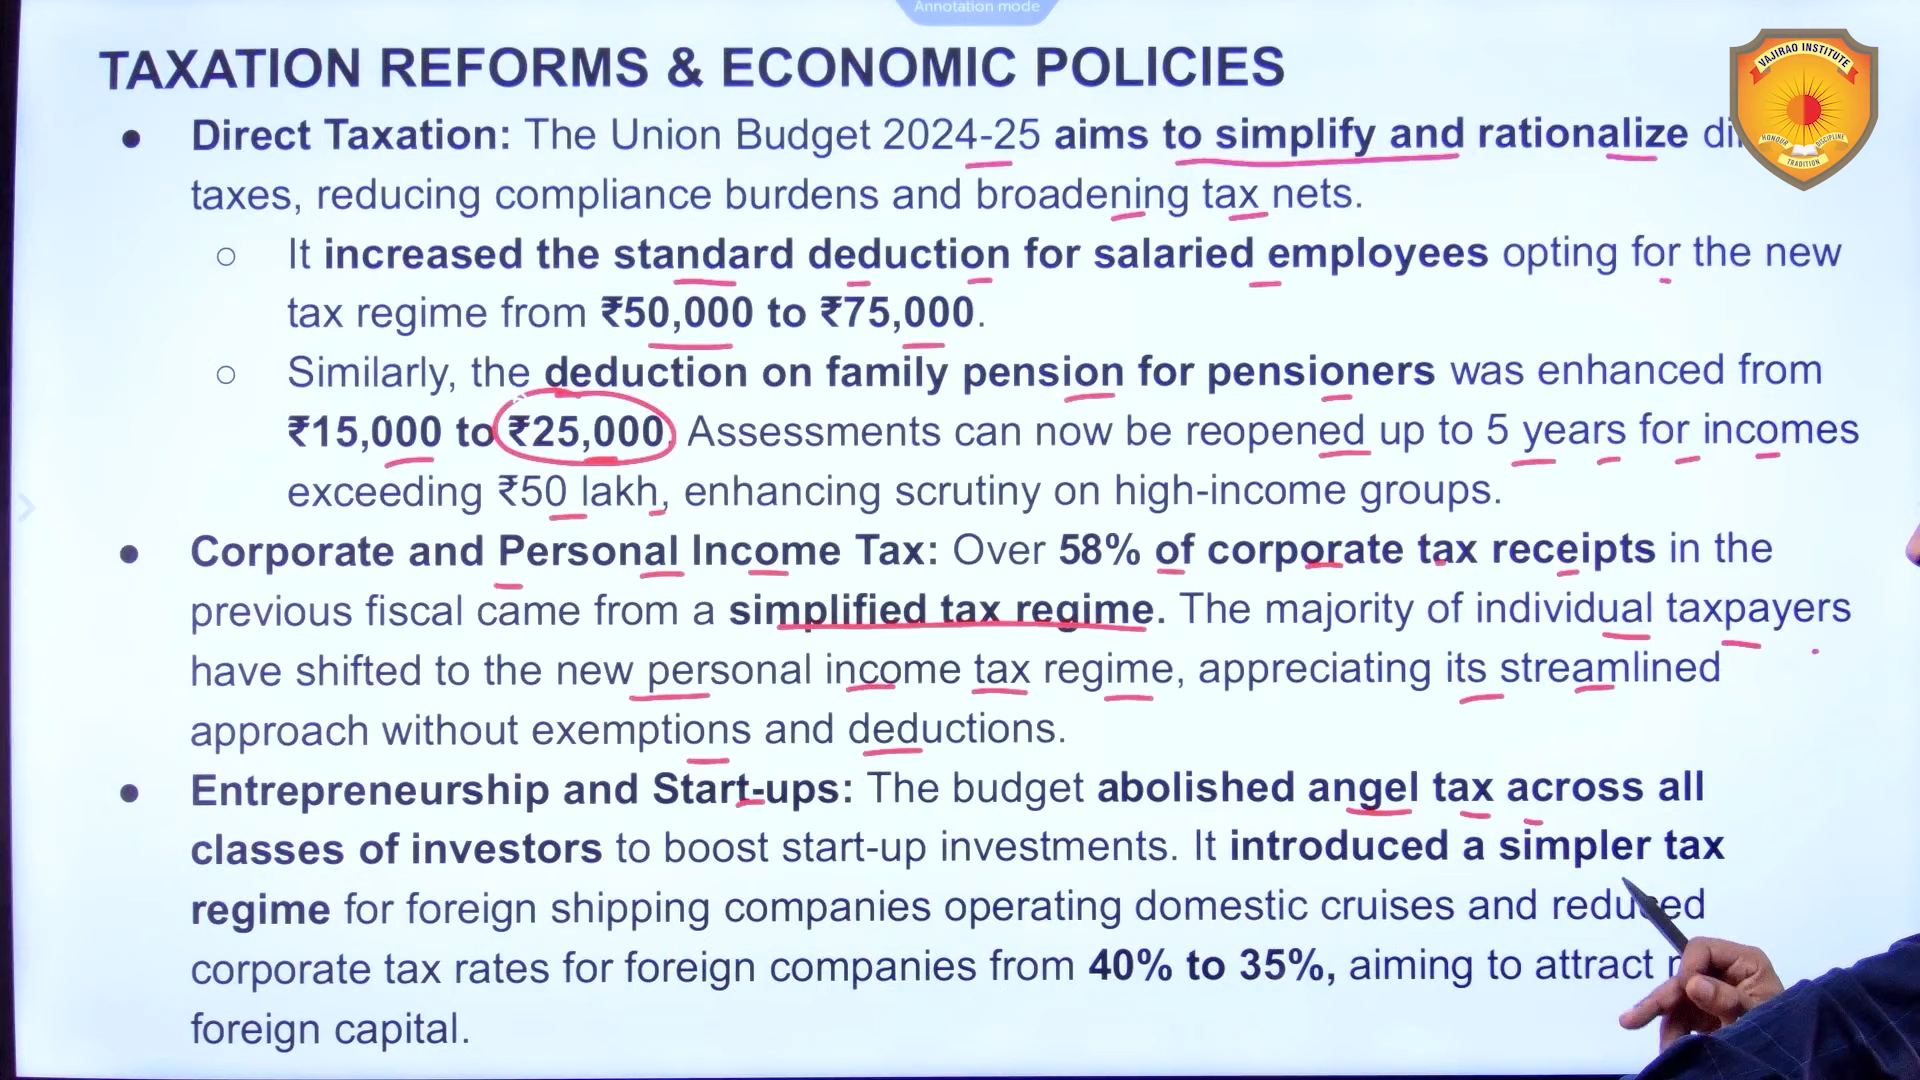 Annotation mode
TAXATION REFORMS & ECONOMIC POLICIES
VAJIRAO INSTITUTE
HONOUR DISCIPLINE
TRADITION
● Direct Taxation: The Union Budget 2024-25 aims to simplify and rationalize
taxes, reducing compliance burdens and broadening tax nets.
○ It increased the standard deduction for salaried employees opting for the new
tax regime from ₹50,000 to ₹75,000.
○ Similarly, the deduction on family pension for pensioners was enhanced from
₹15,000 to ₹25,000. Assessments can now be reopened up to 5 years for incomes
exceeding ₹50 lakh, enhancing scrutiny on high-income groups.
● Corporate and Personal Income Tax: Over 58% of corporate tax receipts in the
previous fiscal came from a simplified tax regime. The majority of individual taxpayers
have shifted to the new personal income tax regime, appreciating its streamlined
approach without exemptions and deductions.
● Entrepreneurship and Start-ups: The budget abolished angel tax across all
classes of investors to boost start-up investments. It introduced a simpler tax
regime for foreign shipping companies operating domestic cruises and reduced
corporate tax rates for foreign companies from 40% to 35%, aiming to attract
foreign capital.